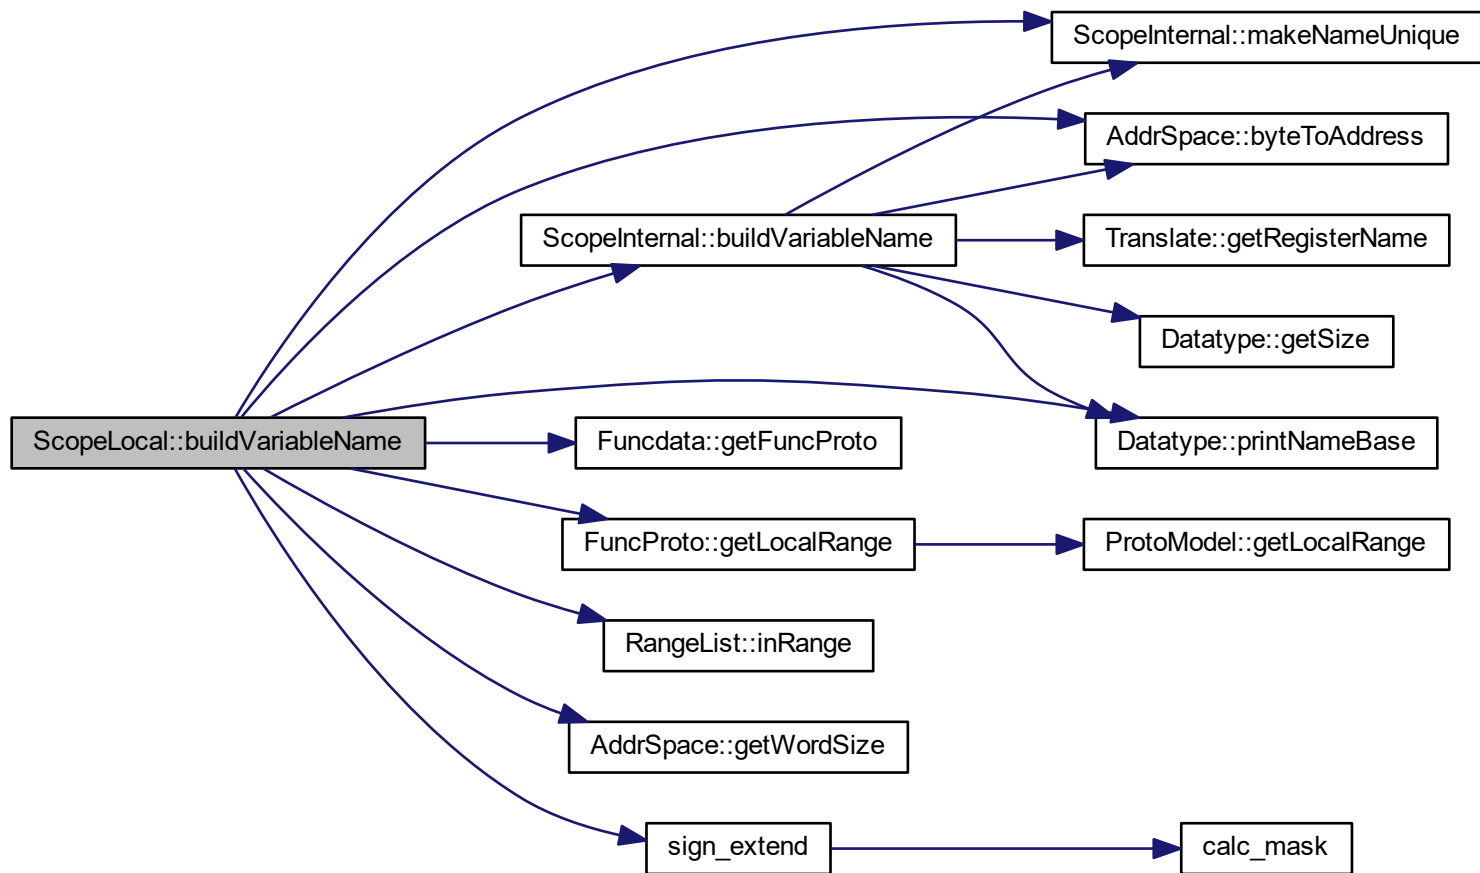 ScopeInternal::makeNameUnique
AddrSpace::byteToAddress
ScopeInternal::buildVariableName
Translate::getRegisterName
Datatype::getSize
ScopeLocal::buildVariableName
Funcdata::getFuncProto
Datatype::printNameBase
FuncProto::getLocalRange
ProtoModel::getLocalRange
RangeList::inRange
AddrSpace::getWordSize
sign_extend
calc_mask